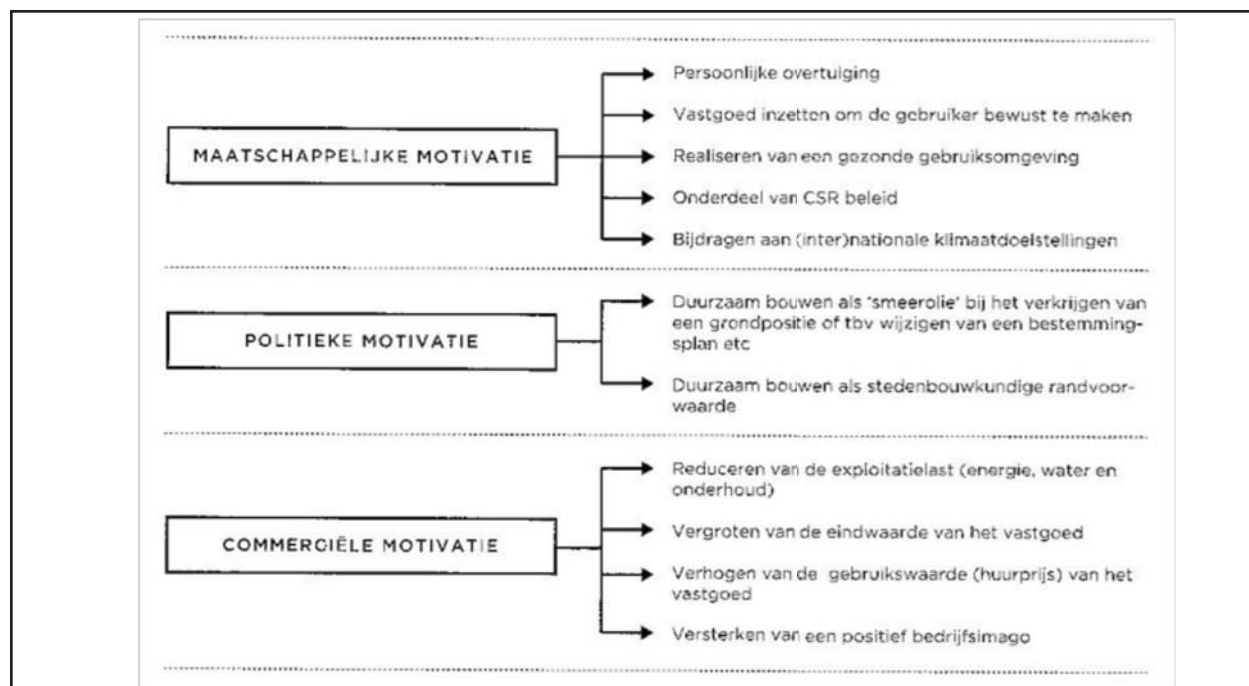 MAATSCHAPPELIJKE MOTIVATIE
Persoonlijke overtuiging
Vastgoed inzetten om de gebruiker bewust te maken
Realiseren van een gezonde gebruiksomgeving
Onderdeel van CSR beleid
Bijdragen aan (inter)nationale klimaatdoelstellingen
POLITIEKE MOTIVATIE
Duurzaam bouwen als 'smeerolie' bij het verkrijgen van
een grondpositie of tbv wijzigen van een bestemming-
splan etc
Duurzaam bouwen als stedenbouwkundige randvoor-
waarde
COMMERCIËLE MOTIVATIE
Reduceren van de exploitatielast (energie, water en
onderhoud)
Vergroten van de eindwaarde van het vastgoed
Verhogen van de gebruikswaarde (huurprijs) van het
vastgoed
Versterken van een positief bedrijfsimago